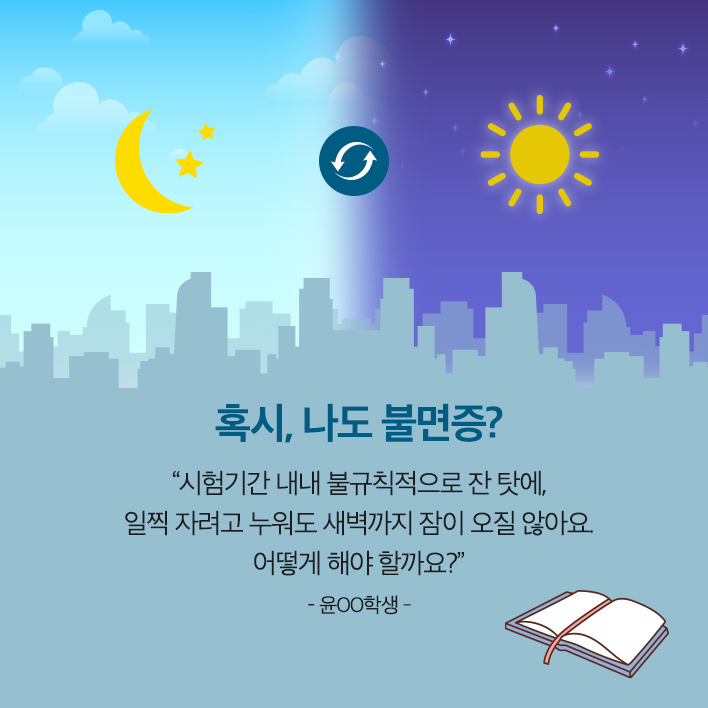 혹시, 나도 불면증?
“시험기간 내내 불규칙적으로 잔 탓에,
일찍 자려고 누워도 새벽까지 잠이 오질 않아요.
어떻게 해야 할까요?”
- 윤OO학생 -